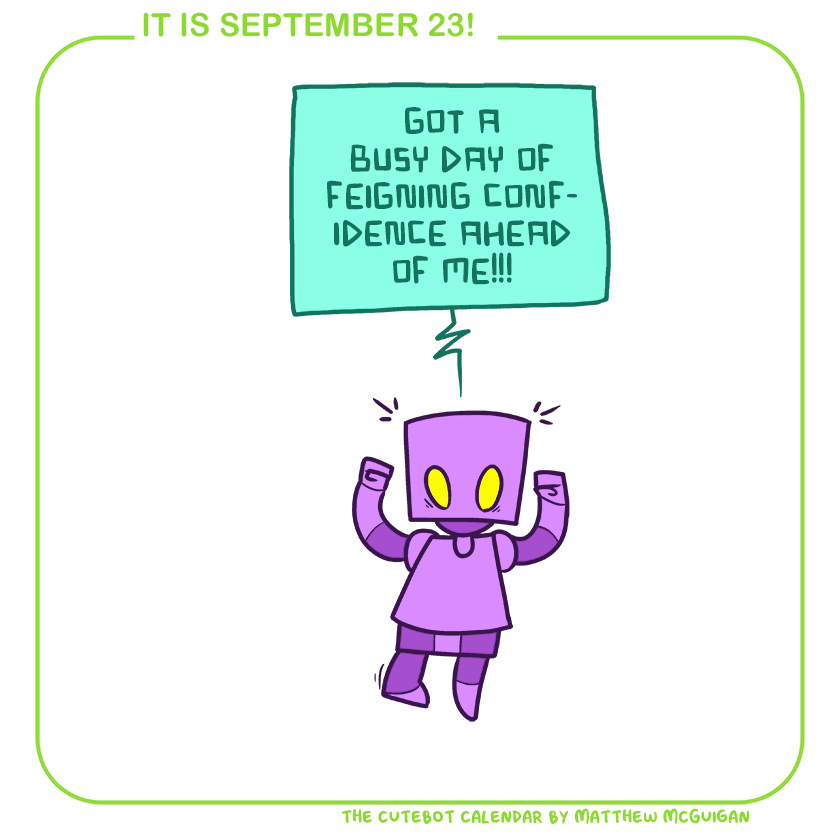 IT IS SEPTEMBER 23!
GOT A
BUSY DAY OF
FEIGNING CONF-
IDENCE AHEAD
OF ME!!!
THE CUTEBOT CALENDAR BY MATTHEW MCGUIGAN